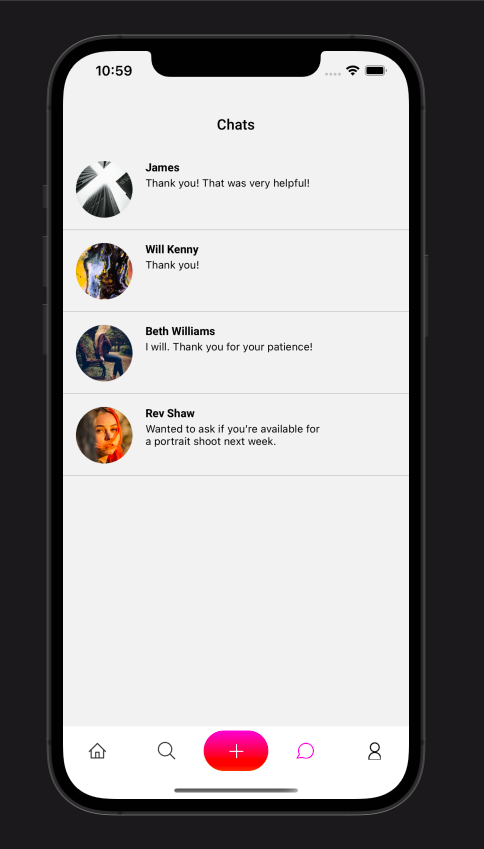 10:59
Chats
James
Thank you! That was very helpful!
Will Kenny
Thank you!
Beth Williams
I will. Thank you for your patience!
Rev Shaw
Wanted to ask if you’re available for
a portrait shoot next week.